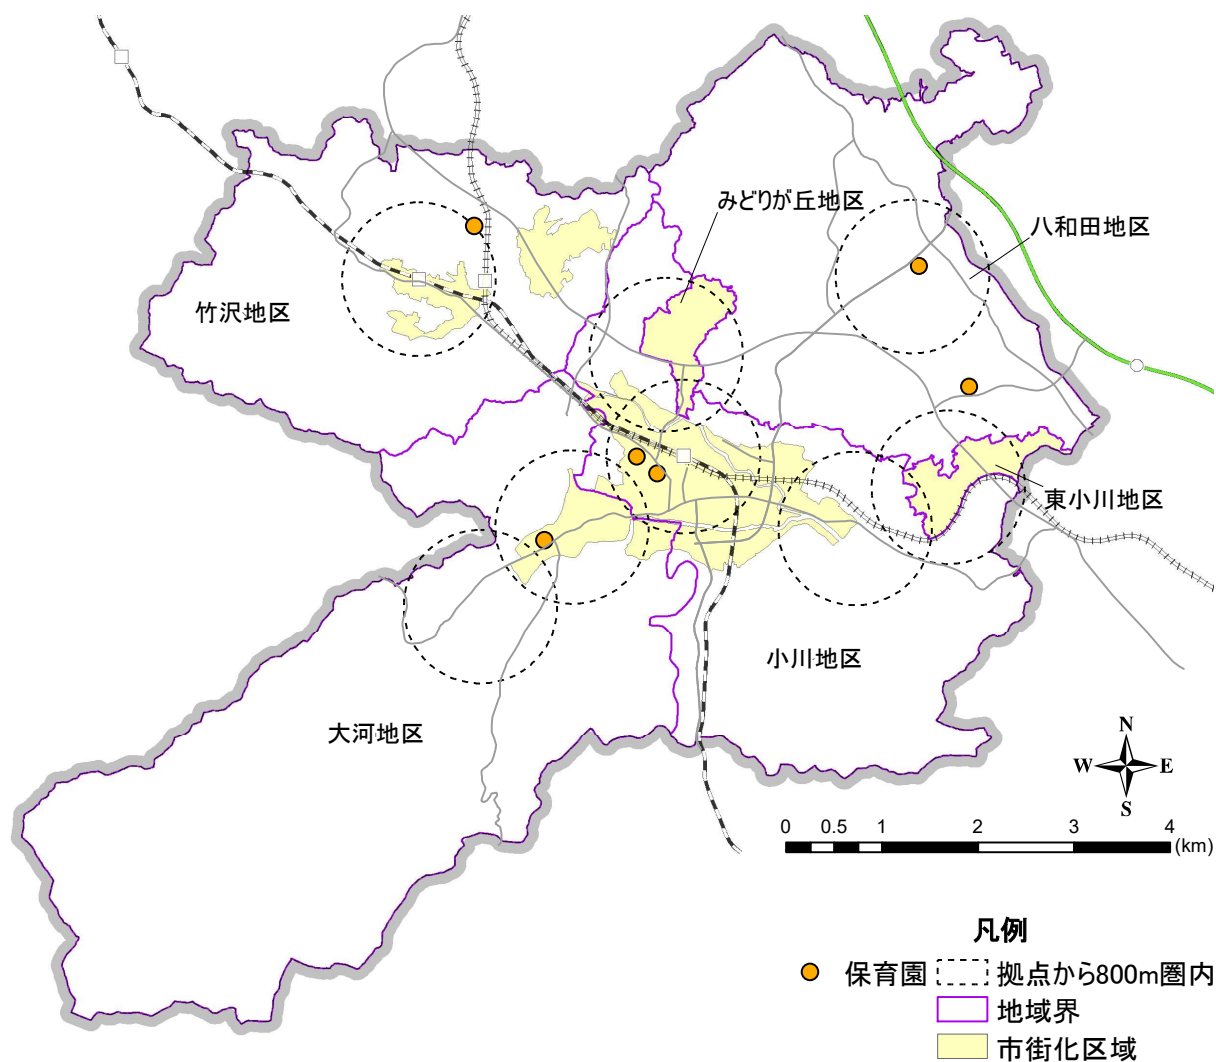 みどりが丘地区
八和田地区
竹沢地区
東小川地区
小川地区
大河地区
N
W E
S
0 0.5 1 2 3 4
(km)
凡例
保育園 拠点から800m圏内
地域界
市街化区域